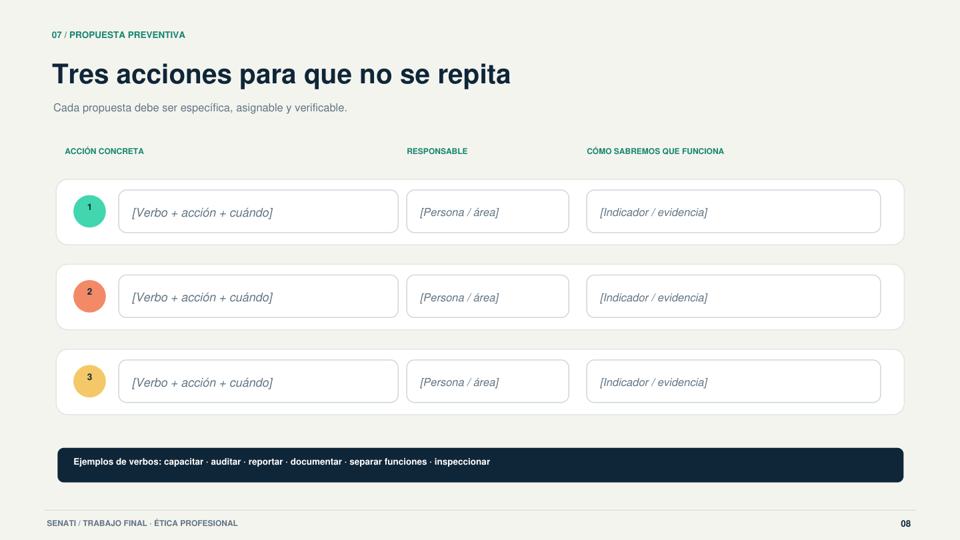 07 / PROPUESTA PREVENTIVA
Tres acciones para que no se repita
Cada propuesta debe ser específica, asignable y verificable.
ACCIÓN CONCRETA RESPONSABLE CÓMO SABREMOS QUE FUNCIONA
1 [Verbo + acción + cuándo] [Persona / área] [Indicador / evidencia]
2 [Verbo + acción + cuándo] [Persona / área] [Indicador / evidencia]
3 [Verbo + acción + cuándo] [Persona / área] [Indicador / evidencia]
Ejemplos de verbos: capacitar · auditar · reportar · documentar · separar funciones · inspeccionar
SENATI / TRABAJO FINAL · ÉTICA PROFESIONAL 08